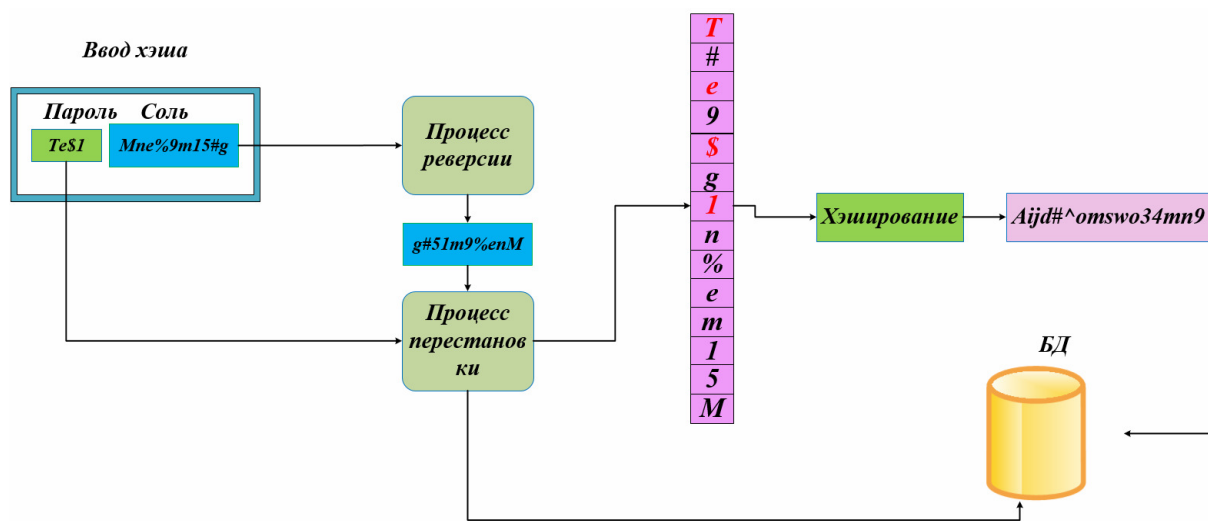 Ввод хэша
Пароль Соль
Te$1
Mne%9m15#g
Процесс
реверсии
g#51m9%enM
Процесс
перестанов
ки
T
#
e
9
$
g
1
n
%
e
m
1
5
M
Хэширование
Aijd#^omswo34mn9
БД